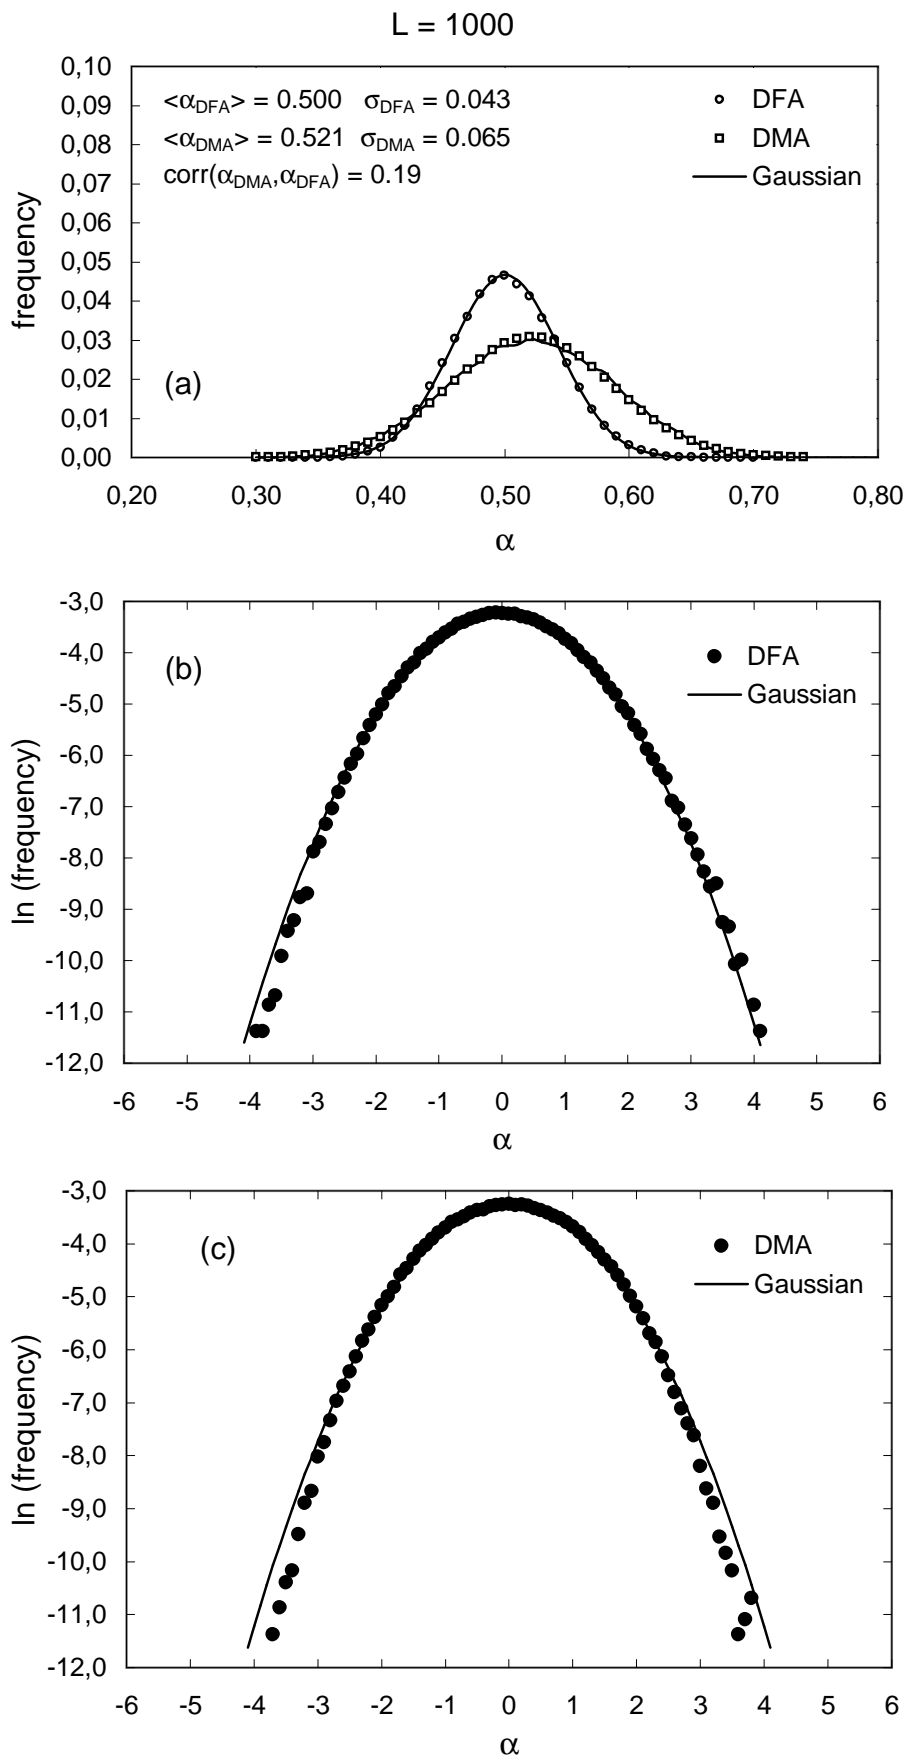 L = 1000
0,10
0,09
0,08
0,07
0,06
0,05
0,04
0,03
0,02
0,01
0,00
frequency
<α_DFA> = 0.500 σ_DFA = 0.043
<α_DMA> = 0.521 σ_DMA = 0.065
corr(α_DMA,α_DFA) = 0.19
DFA
DMA
Gaussian
(a)
0,20 0,30 0,40 0,50 0,60 0,70 0,80
α
-3,0
-4,0
-5,0
-6,0
-7,0
-8,0
-9,0
-10,0
-11,0
-12,0
ln (frequency)
(b)
DFA
Gaussian
-6 -5 -4 -3 -2 -1 0 1 2 3 4 5 6
α
-3,0
-4,0
-5,0
-6,0
-7,0
-8,0
-9,0
-10,0
-11,0
-12,0
ln (frequency)
(c)
DMA
Gaussian
-6 -5 -4 -3 -2 -1 0 1 2 3 4 5 6
α